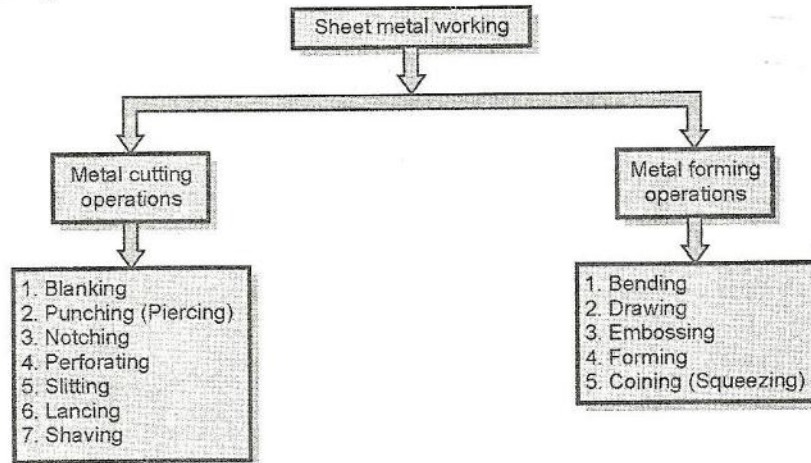 Sheet metal working
Metal cutting
operations
Metal forming
operations
1. Blanking
2. Punching (Piercing)
3. Notching
4. Perforating
5. Slitting
6. Lancing
7. Shaving
1. Bending
2. Drawing
3. Embossing
4. Forming
5. Coining (Squeezing)